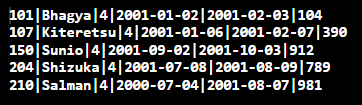 101|Bhagya|4|2001-01-02|2001-02-03|104
107|Kiteretsu|4|2001-01-06|2001-02-07|390
150|Sunio|4|2001-09-02|2001-10-03|912
204|Shizuka|4|2001-07-08|2001-08-09|789
210|Salman|4|2000-07-04|2001-08-07|981